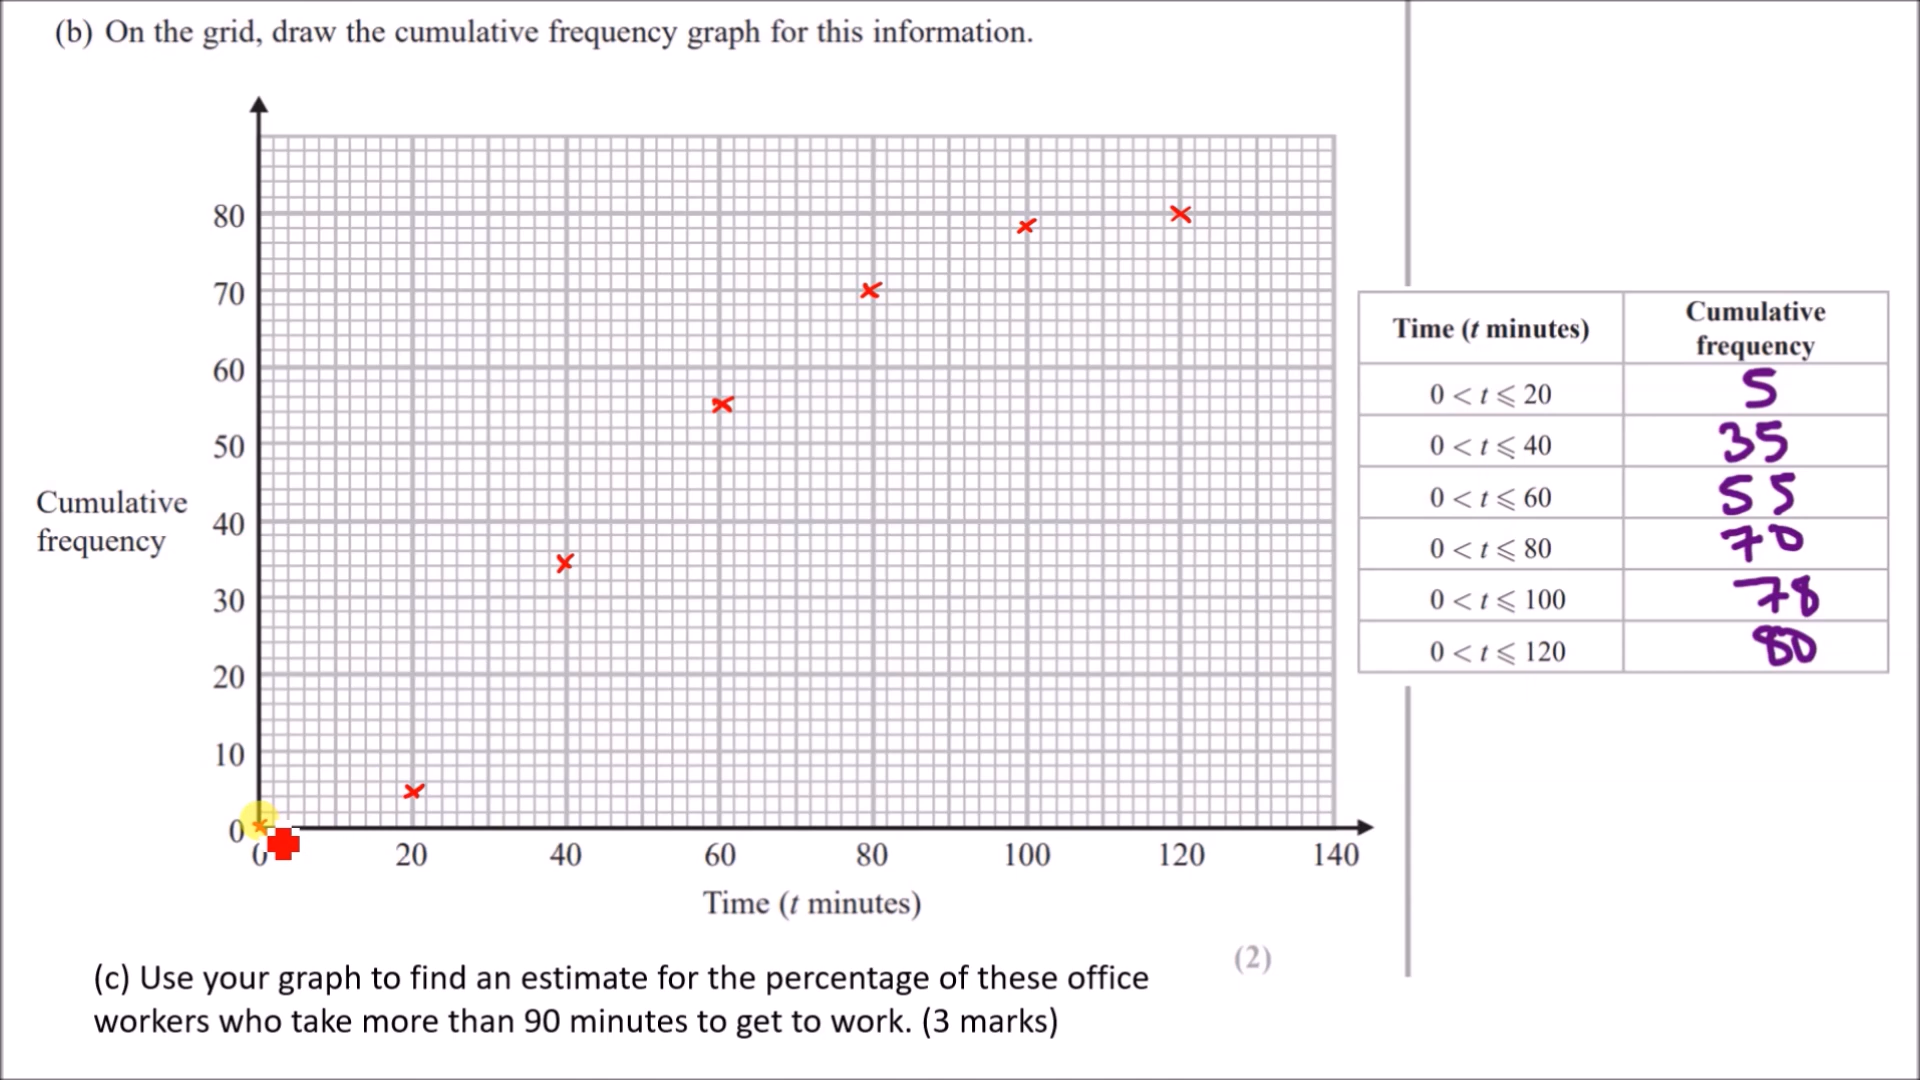 (b) On the grid, draw the cumulative frequency graph for this information.
80
70
60
50
40
30
20
10
0
Cumulative
frequency
0 20 40 60 80 100 120 140
Time (t minutes)
(2)
Time (t minutes) Cumulative frequency
0 < t ⩽ 20 5
0 < t ⩽ 40 35
0 < t ⩽ 60 55
0 < t ⩽ 80 70
0 < t ⩽ 100 78
0 < t ⩽ 120 80
(c) Use your graph to find an estimate for the percentage of these office
workers who take more than 90 minutes to get to work. (3 marks)